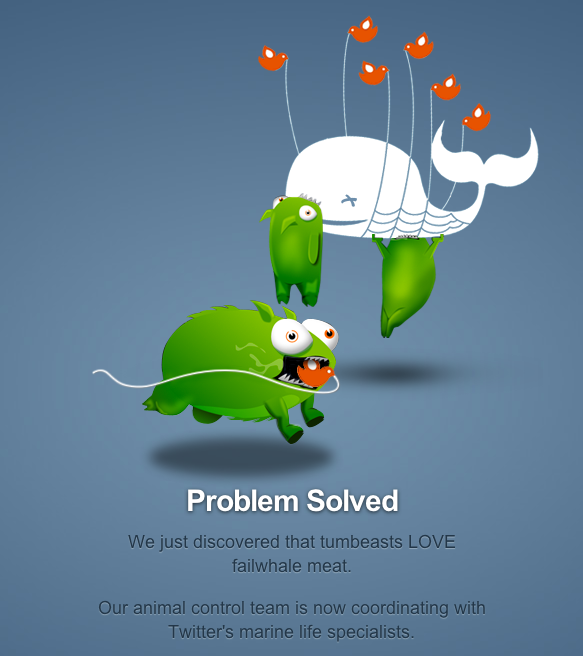 Problem Solved
We just discovered that tumbeasts LOVE
failwhale meat.
Our animal control team is now coordinating with
Twitter's marine life specialists.